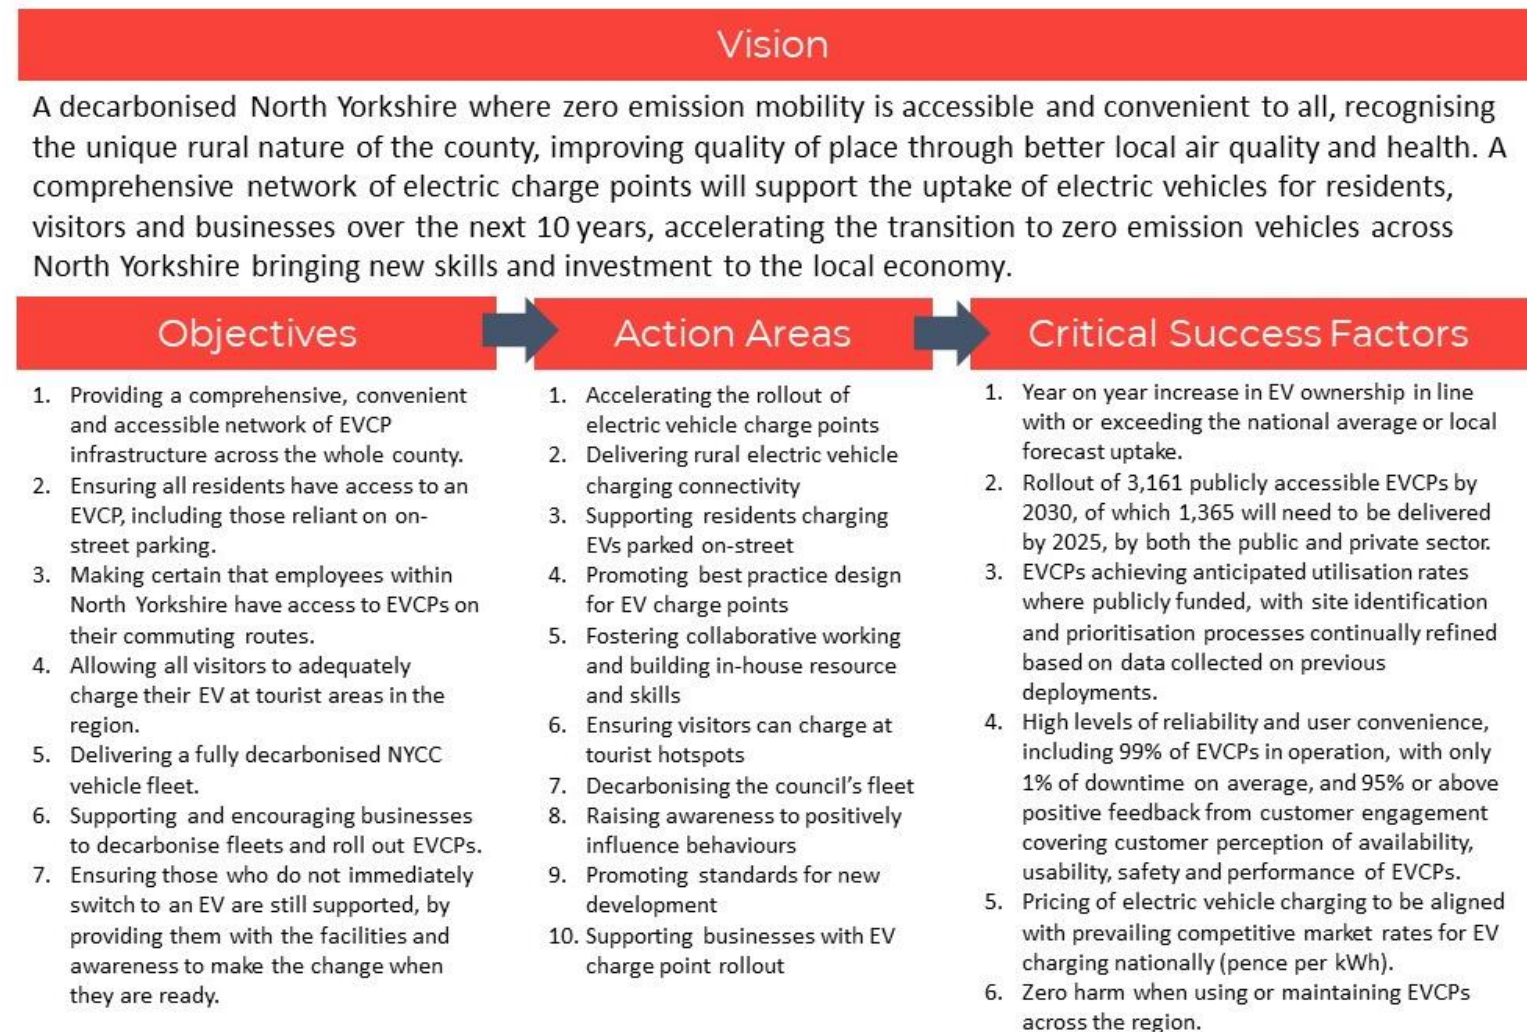 Vision
A decarbonised North Yorkshire where zero emission mobility is accessible and convenient to all, recognising
the unique rural nature of the county, improving quality of place through better local air quality and health. A
comprehensive network of electric charge points will support the uptake of electric vehicles for residents,
visitors and businesses over the next 10 years, accelerating the transition to zero emission vehicles across
North Yorkshire bringing new skills and investment to the local economy.
Objectives
1. Providing a comprehensive, convenient
and accessible network of EVCP
infrastructure across the whole county.
2. Ensuring all residents have access to an
EVCP, including those reliant on on-
street parking.
3. Making certain that employees within
North Yorkshire have access to EVCPs on
their commuting routes.
4. Allowing all visitors to adequately
charge their EV at tourist areas in the
region.
5. Delivering a fully decarbonised NYCC
vehicle fleet.
6. Supporting and encouraging businesses
to decarbonise fleets and roll out EVCPs.
7. Ensuring those who do not immediately
switch to an EV are still supported, by
providing them with the facilities and
awareness to make the change when
they are ready.
Action Areas
1. Accelerating the rollout of
electric vehicle charge points
2. Delivering rural electric vehicle
charging connectivity
3. Supporting residents charging
EVs parked on-street
4. Promoting best practice design
for EV charge points
5. Fostering collaborative working
and building in-house resource
and skills
6. Ensuring visitors can charge at
tourist hotspots
7. Decarbonising the council's fleet
8. Raising awareness to positively
influence behaviours
9. Promoting standards for new
development
10. Supporting businesses with EV
charge point rollout
Critical Success Factors
1. Year on year increase in EV ownership in line
with or exceeding the national average or local
forecast uptake.
2. Rollout of 3,161 publicly accessible EVCPs by
2030, of which 1,365 will need to be delivered
by 2025, by both the public and private sector.
3. EVCPs achieving anticipated utilisation rates
where publicly funded, with site identification
and prioritisation processes continually refined
based on data collected on previous
deployments.
4. High levels of reliability and user convenience,
including 99% of EVCPs in operation, with only
1% of downtime on average, and 95% or above
positive feedback from customer engagement
covering customer perception of availability,
usability, safety and performance of EVCPs.
5. Pricing of electric vehicle charging to be aligned
with prevailing competitive market rates for EV
charging nationally (pence per kWh).
6. Zero harm when using or maintaining EVCPs
across the region.